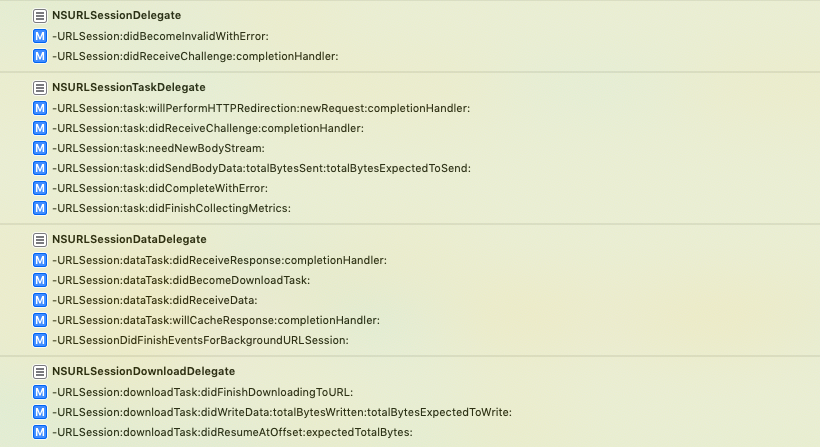 NSURLSessionDelegate
M -URLSession:didBecomeInvalidWithError:
M -URLSession:didReceiveChallenge:completionHandler:
NSURLSessionTaskDelegate
M -URLSession:task:willPerformHTTPRedirection:newRequest:completionHandler:
M -URLSession:task:didReceiveChallenge:completionHandler:
M -URLSession:task:needNewBodyStream:
M -URLSession:task:didSendBodyData:totalBytesSent:totalBytesExpectedToSend:
M -URLSession:task:didCompleteWithError:
M -URLSession:task:didFinishCollectingMetrics:
NSURLSessionDataDelegate
M -URLSession:dataTask:didReceiveResponse:completionHandler:
M -URLSession:dataTask:didBecomeDownloadTask:
M -URLSession:dataTask:didReceiveData:
M -URLSession:dataTask:willCacheResponse:completionHandler:
M -URLSessionDidFinishEventsForBackgroundURLSession:
NSURLSessionDownloadDelegate
M -URLSession:downloadTask:didFinishDownloadingToURL:
M -URLSession:downloadTask:didWriteData:totalBytesWritten:totalBytesExpectedToWrite:
M -URLSession:downloadTask:didResumeAtOffset:expectedTotalBytes: